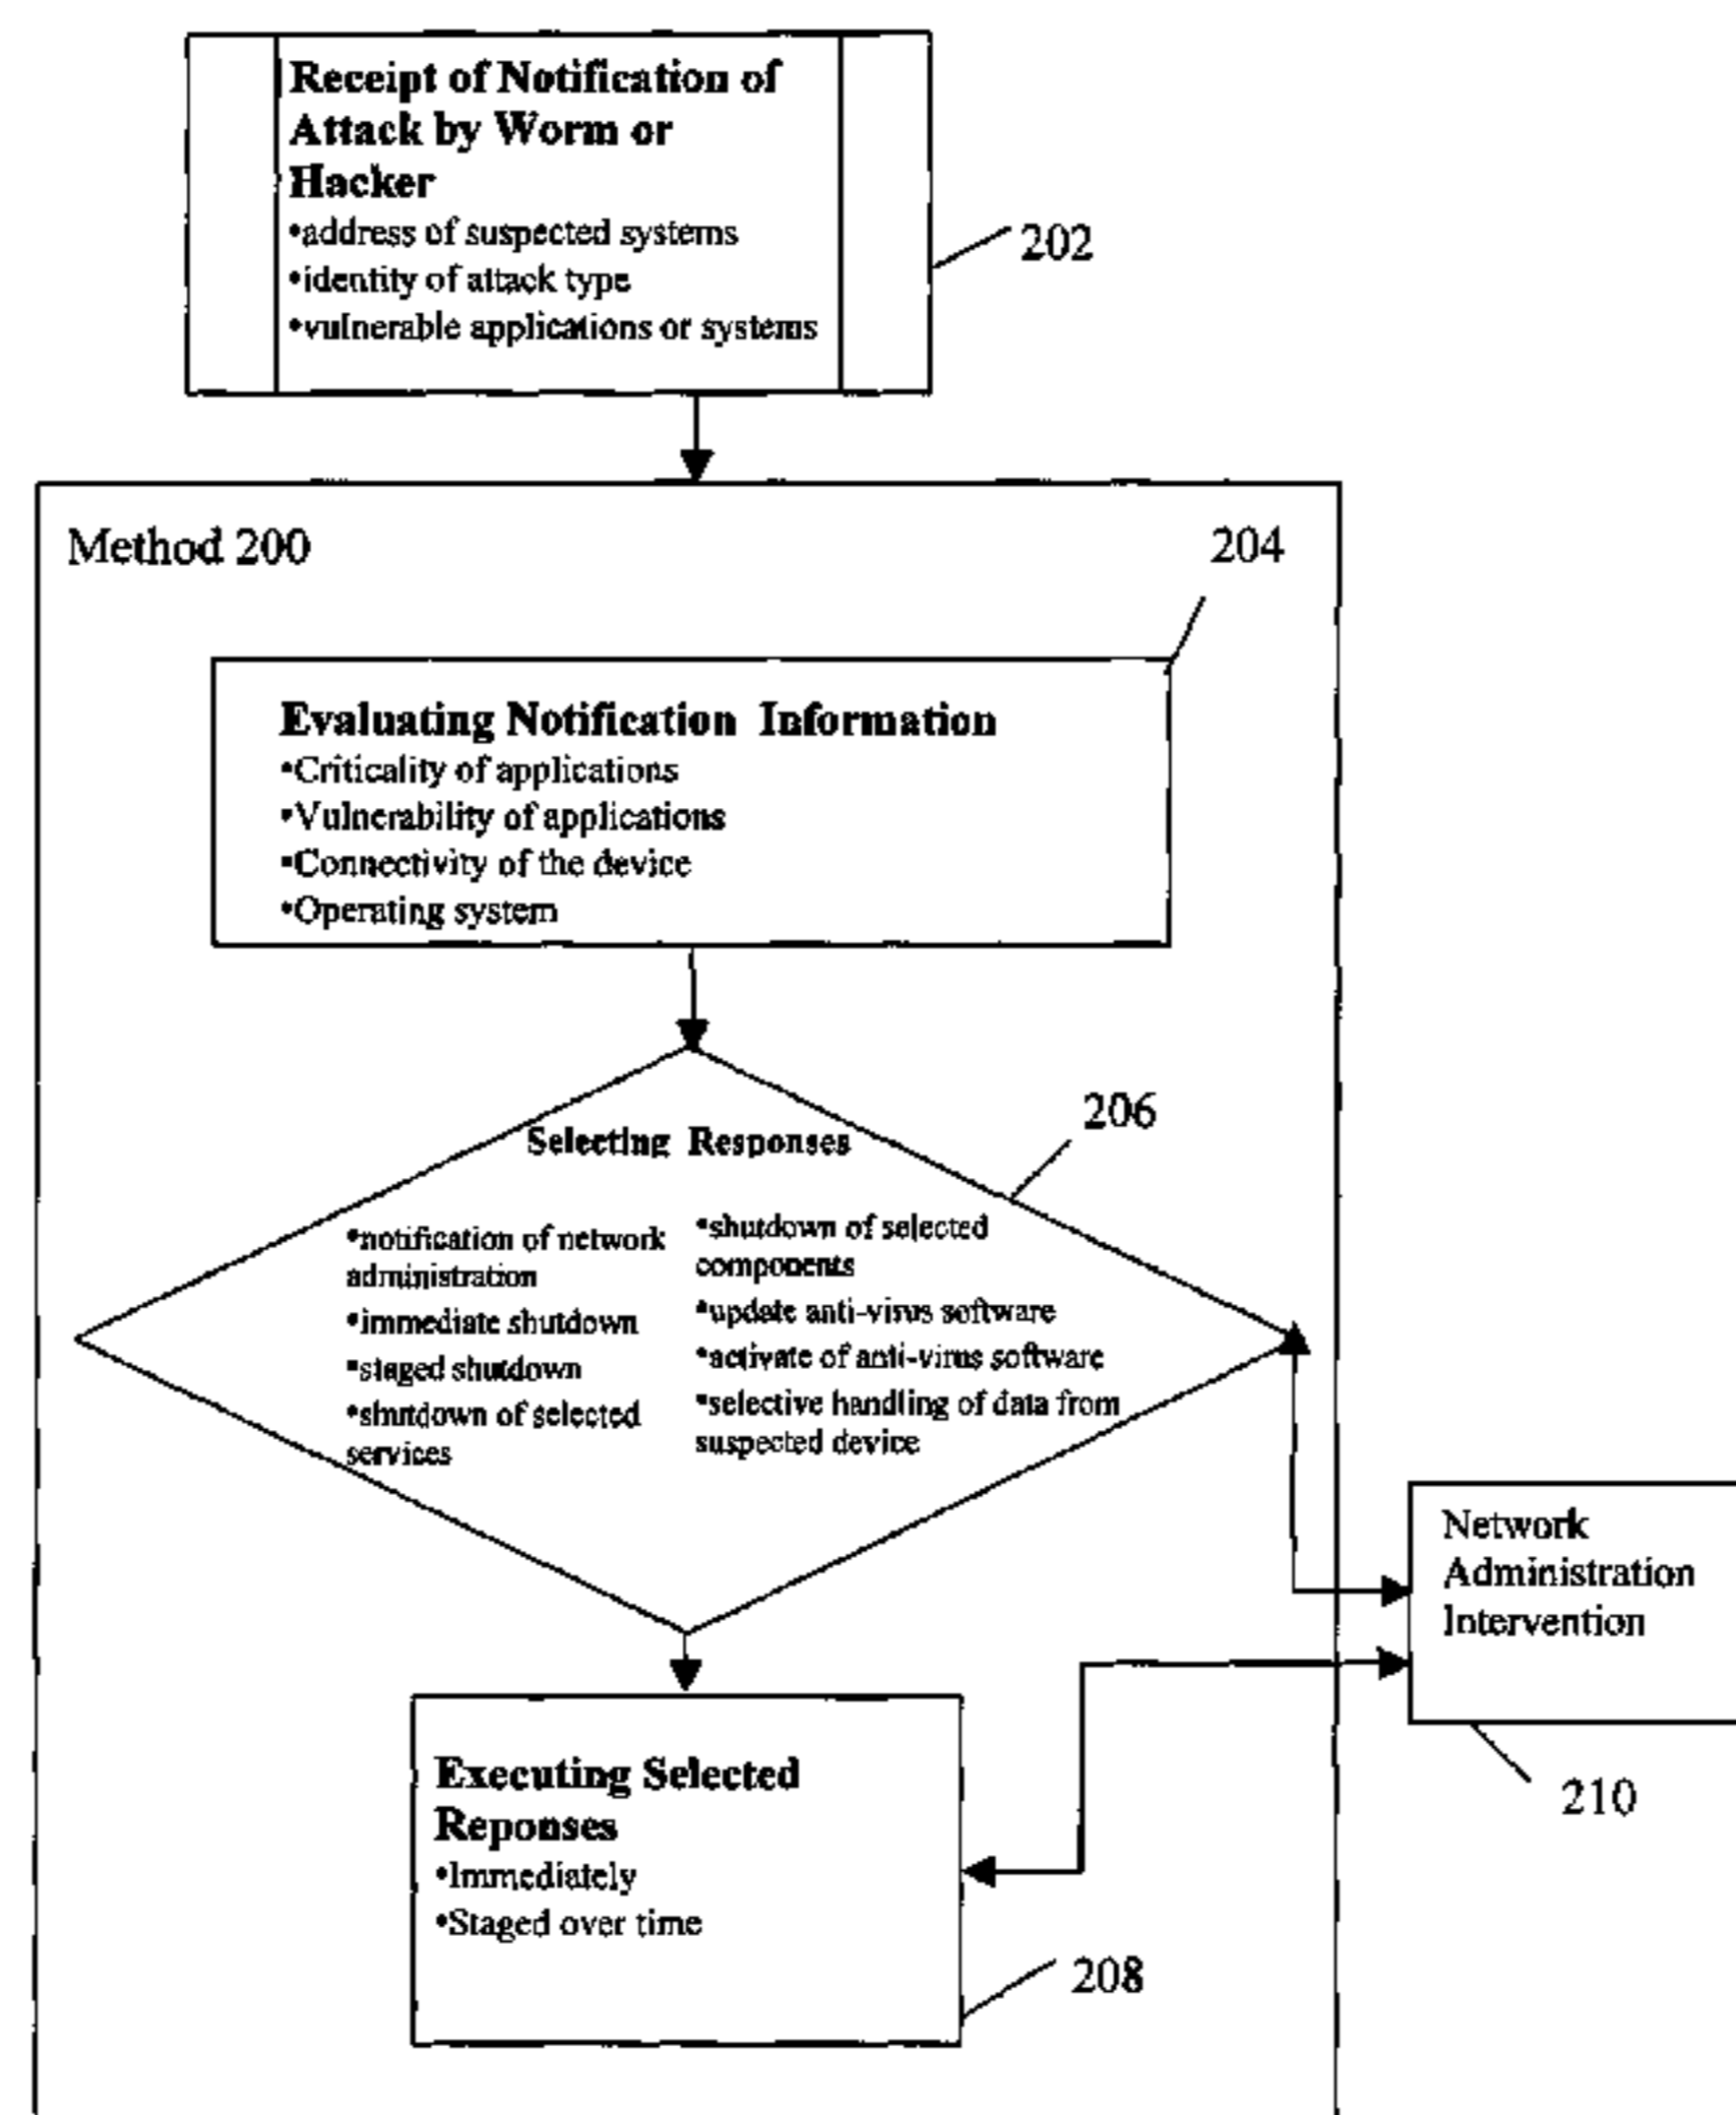 Receipt of Notification of
Attack by Worm or
Hacker
•address of suspected systems
•identity of attack type
•vulnerable applications or systems
202
Method 200
204
Evaluating Notification Information
•Criticality of applications
•Vulnerability of applications
•Connectivity of the device
•Operating system
206
Selecting Responses
•notification of network
administration
•immediate shutdown
•staged shutdown
•shutdown of selected
services
•shutdown of selected
components
•update anti-virus software
•activate of anti-virus software
•selective handling of data from
suspected device
Network
Administration
Intervention
210
Executing Selected
Reponses
•Immediately
•Staged over time
208